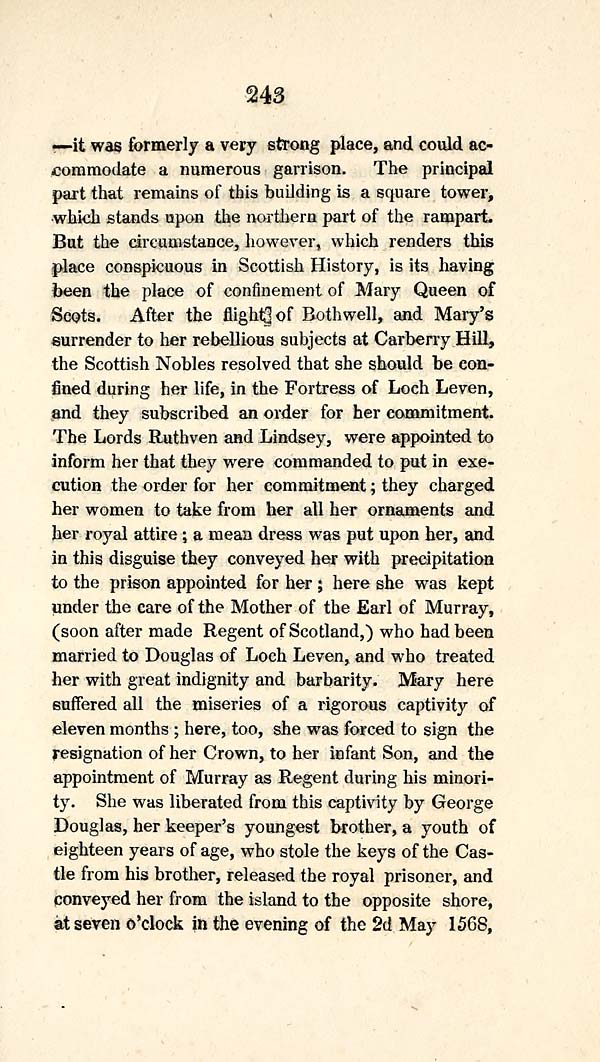 243
—it was formerly a very strong place, and could ac-
commodate a numerous garrison. The principal
part that remains of this building is a square tower,
which stands upon the northern part of the rampart.
But the circumstance, however, which renders this
place conspicuous in Scottish History, is its having
been the place of confinement of Mary Queen of
Scots. After the flight of Bothwell, and Mary's
surrender to her rebellious subjects at Carberry Hill,
the Scottish Nobles resolved that she should be con-
fined during her life, in the Fortress of Loch Leven,
and they subscribed an order for her commitment.
The Lords Ruthven and Lindsey, were appointed to
inform her that they were commanded to put in exe-
cution the order for her commitment; they charged
her women to take from her all her ornaments and
her royal attire; a mean dress was put upon her, and
in this disguise they conveyed her with precipitation
to the prison appointed for her; here she was kept
under the care of the Mother of the Earl of Murray,
(soon after made Regent of Scotland,) who had been
married to Douglas of Loch Leven, and who treated
her with great indignity and barbarity. Mary here
suffered all the miseries of a rigorous captivity of
eleven months; here, too, she was forced to sign the
resignation of her Crown, to her infant Son, and the
appointment of Murray as Regent during his minori-
ty. She was liberated from this captivity by George
Douglas, her keeper's youngest brother, a youth of
eighteen years of age, who stole the keys of the Cas-
tle from his brother, released the royal prisoner, and
conveyed her from the island to the opposite shore,
at seven o'clock in the evening of the 2d May 1568,